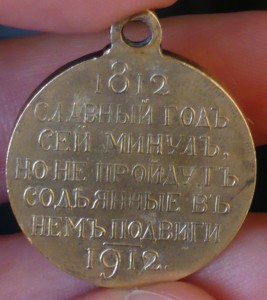 1812
СЛАВНЫЙ ГОДЪ
СЕЙ МИНУЛЪ.
НО НЕ ПРОЙДУТЪ
СОДѢЯННЫЕ ВЪ
НЕМЪ ПОДВИГИ
1912.